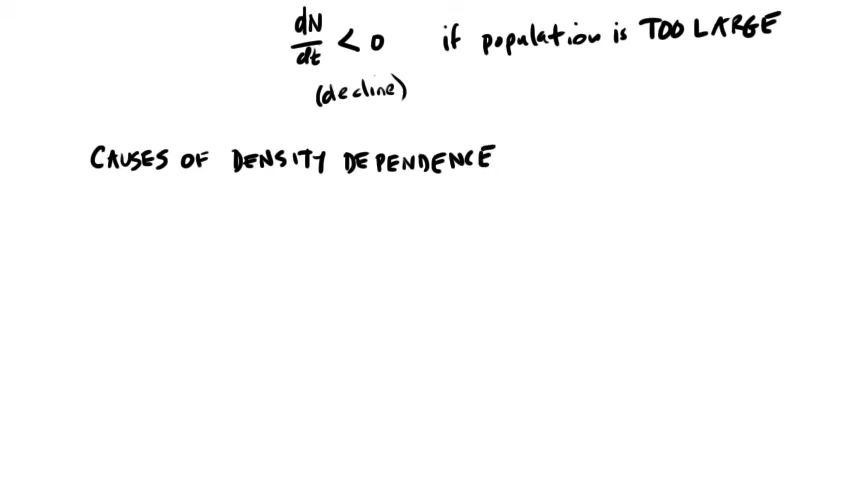 dN/dt < 0 if population is TOO LARGE
(decline)
CAUSES OF DENSITY DEPENDENCE